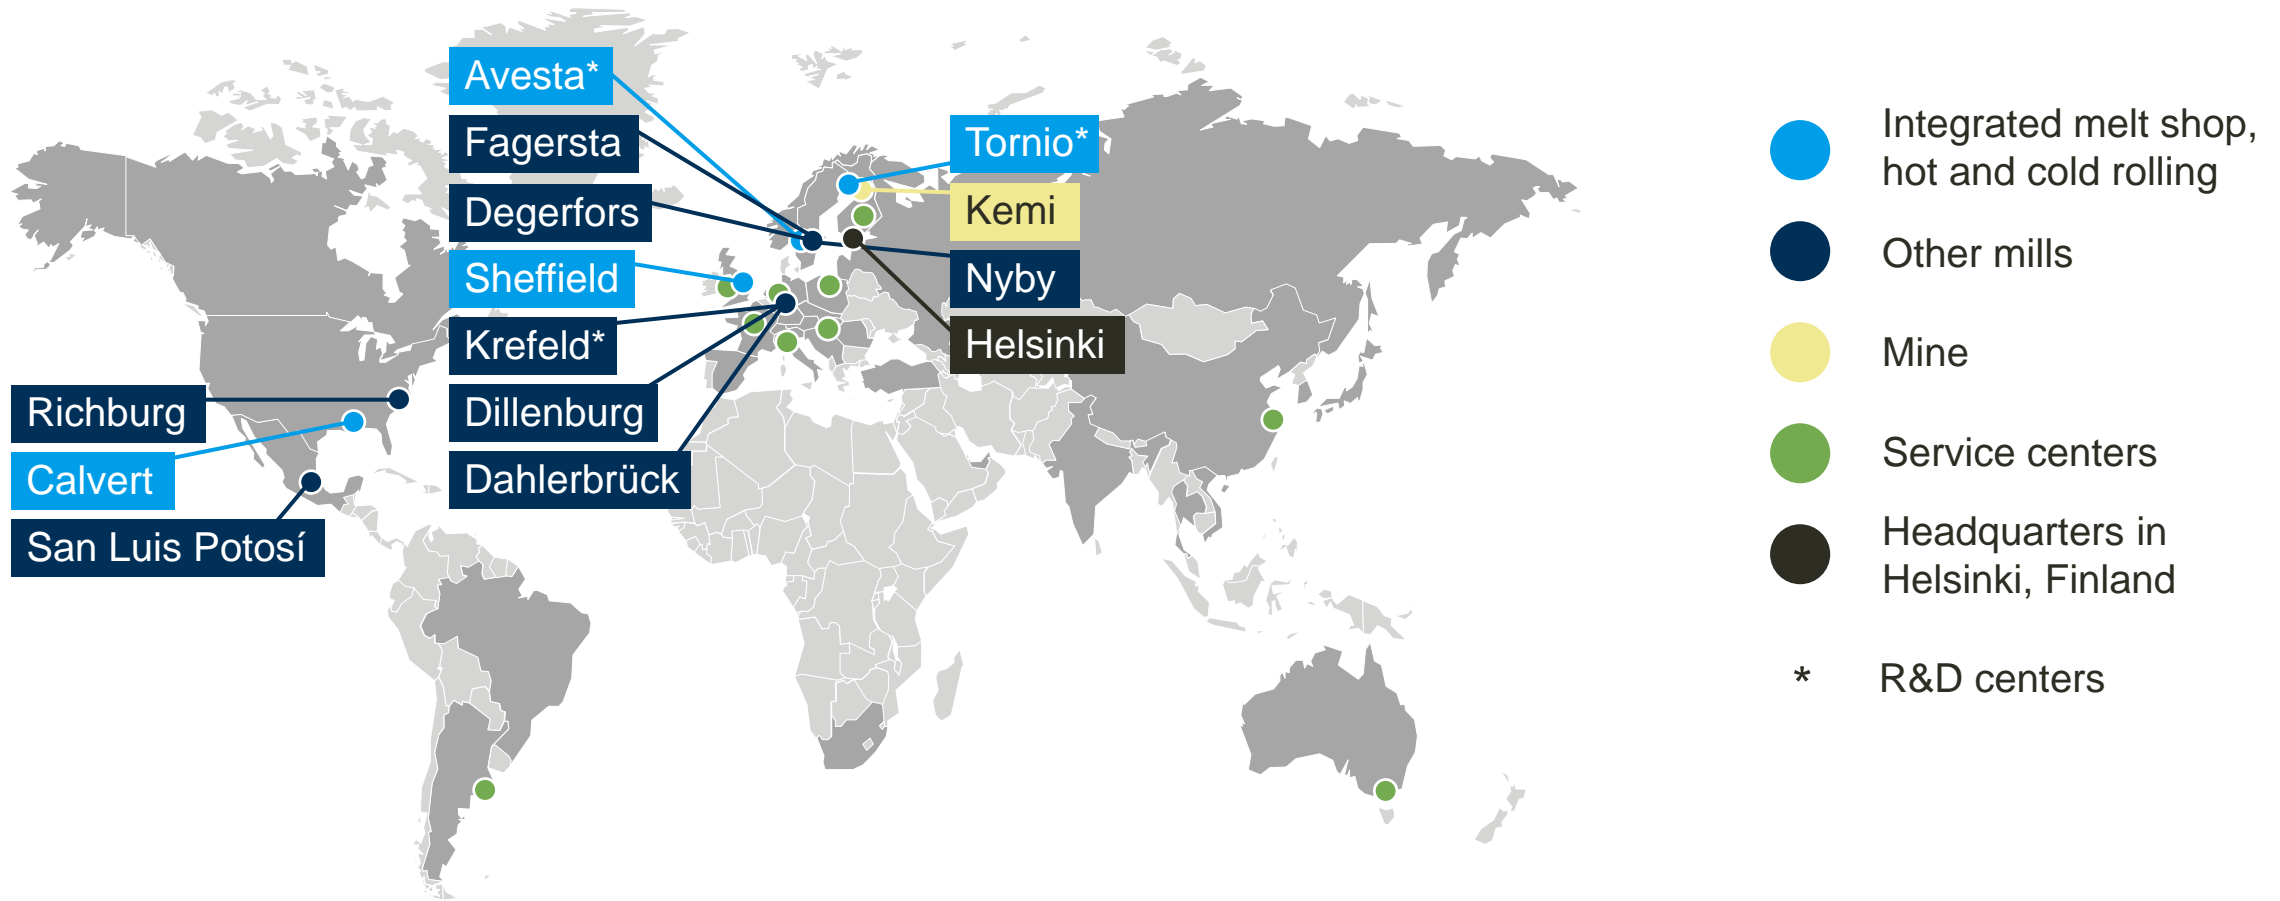 Avesta*
Fagersta
Degerfors
Sheffield
Krefeld*
Dillenburg
Dahlerbrück
Richburg
Calvert
San Luis Potosí
Tornio*
Kemi
Nyby
Helsinki
Integrated melt shop,
hot and cold rolling
Other mills
Mine
Service centers
Headquarters in
Helsinki, Finland
* R&D centers